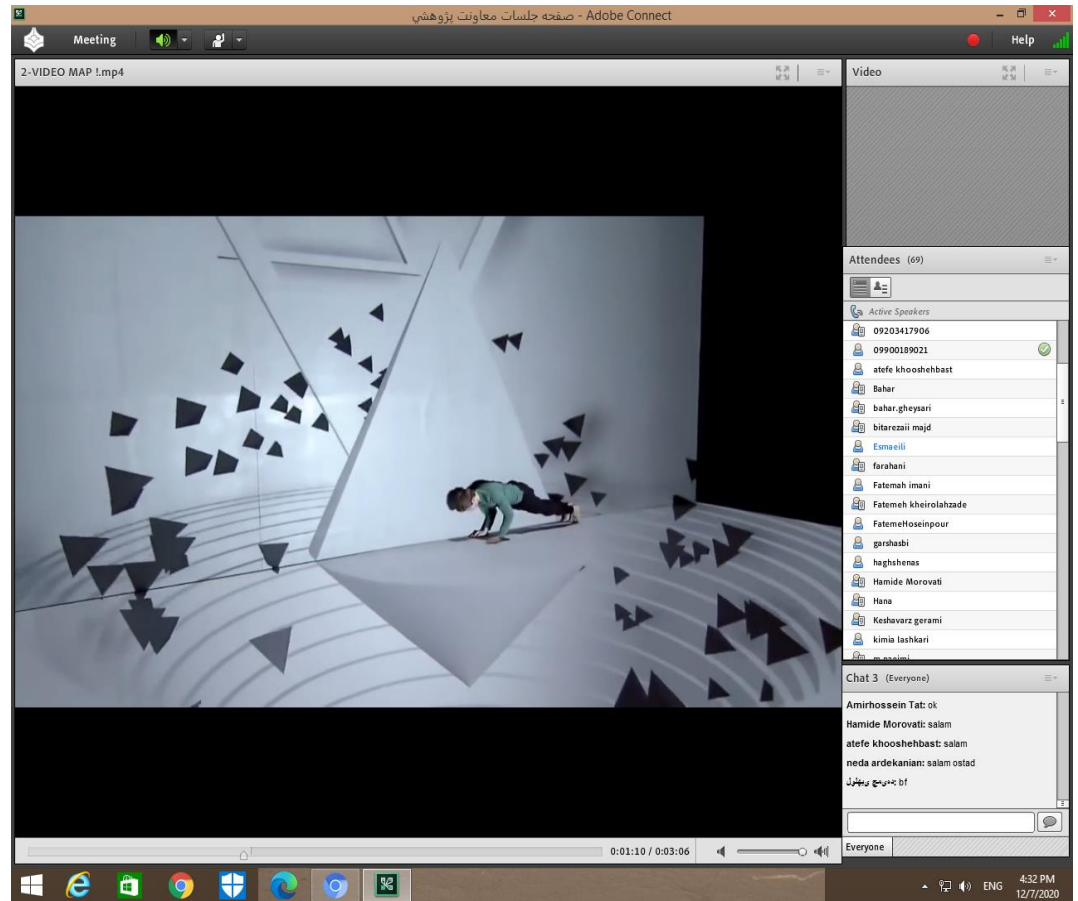 صفحه جلسات معاونت پژوهشي - Adobe Connect
Meeting
Help
2-VIDEO MAP !.mp4
Video
Attendees (69)
Active Speakers
09203417906
09900189021
atefe khooshehbast
Bahar
bahar.gheysari
bitarezaii majd
Esmaeili
farahani
Fatemah imani
Fatemeh kheirolahzade
FatemeHoseinpour
garshasbi
haghshenas
Hamide Morovati
Hana
Keshavarz gerami
kimia lashkari
Chat 3 (Everyone)
Amirhossein Tat: ok
Hamide Morovati: salam
atefe khooshehbast: salam
neda ardekanian: salam ostad
bf
0:01:10 / 0:03:06
Everyone
ENG
4:32 PM
12/7/2020